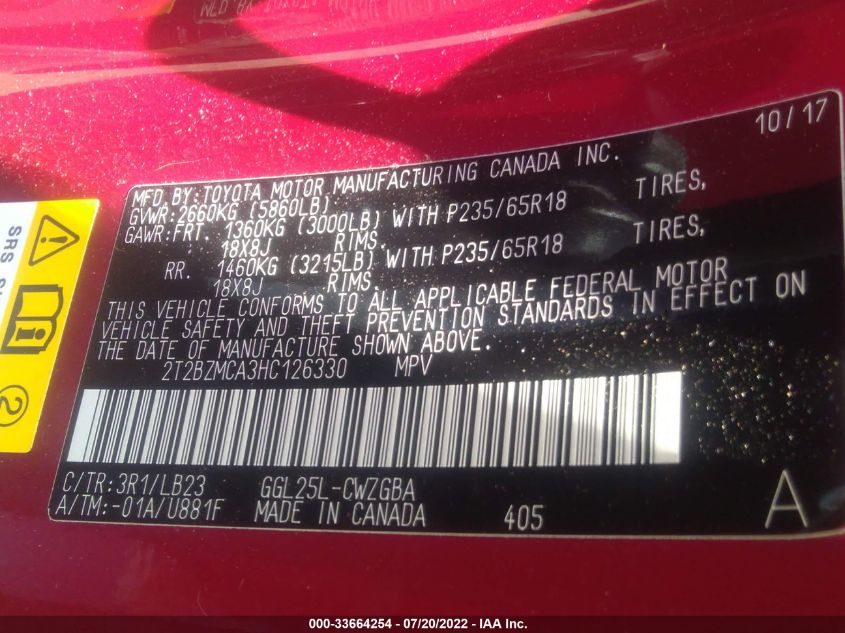 10/17
MFD BY:TOYOTA MOTOR MANUFACTURING CANADA INC.
GVWR:2660KG (5860LB)
GAWR:FRT. 1360KG (3000LB) WITH P235/65R18 TIRES,
18X8J RIMS.
RR. 1460KG (3215LB) WITH P235/65R18 TIRES,
18X8J RIMS.
THIS VEHICLE CONFORMS TO ALL APPLICABLE FEDERAL MOTOR
VEHICLE SAFETY AND THEFT PREVENTION STANDARDS IN EFFECT ON
THE DATE OF MANUFACTURE SHOWN ABOVE.
2T2BZMCA3HC126330 MPV
C/TR:3R1/LB23 GGL25L-CWZGBA
A/TM:-01A/U881F MADE IN CANADA 405 A
SRS
2
000-33664254 - 07/20/2022 - IAA Inc.